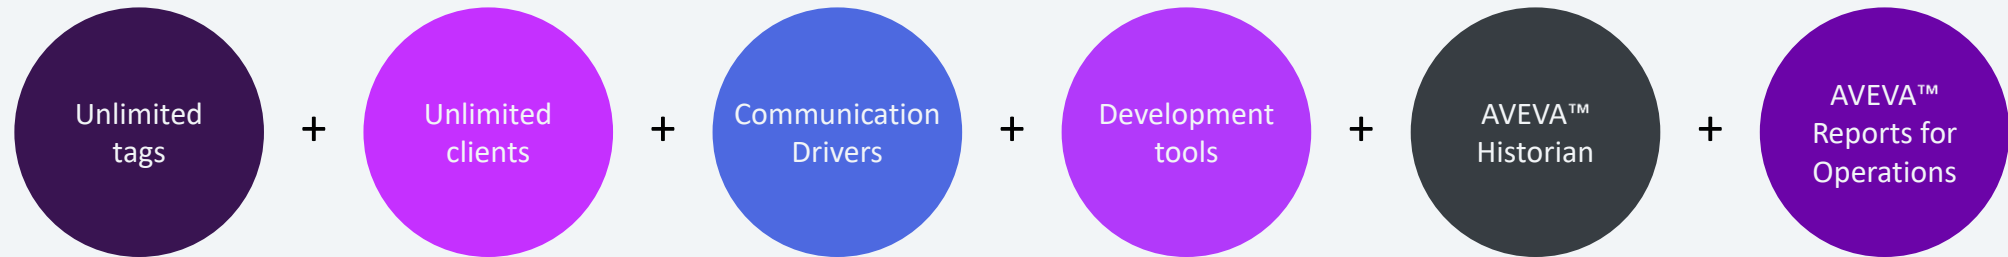 Unlimited
tags
+
Unlimited
clients
+
Communication
Drivers
+
Development
tools
+
AVEVA™
Historian
+
AVEVA™
Reports for
Operations